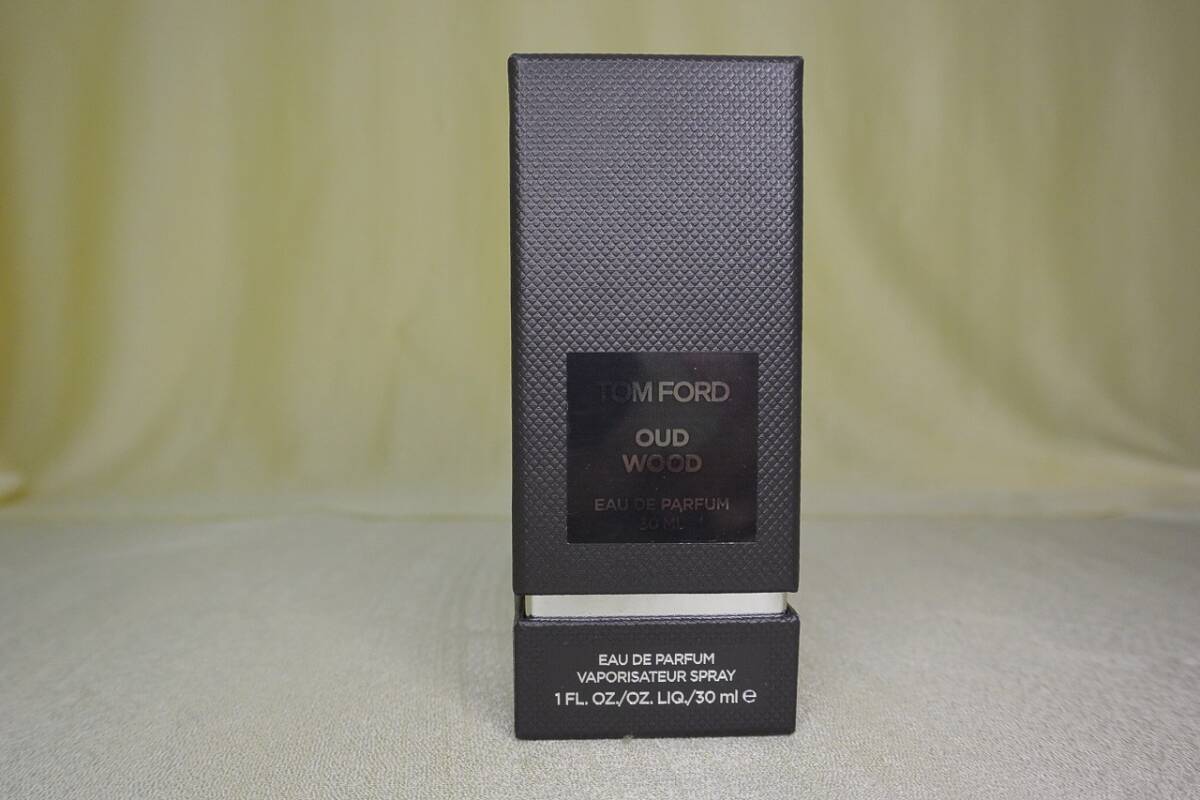 TOM FORD
OUD
WOOD
EAU DE PARFUM
30 ML
EAU DE PARFUM
VAPORISATEUR SPRAY
1 FL. OZ./OZ. LIQ./30 ml ℮